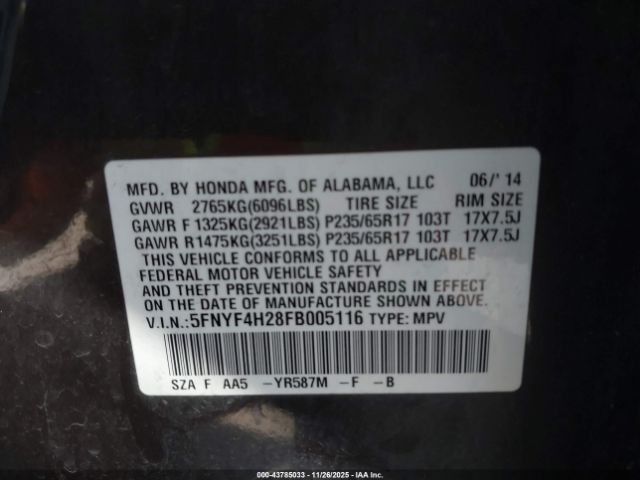 MFD. BY HONDA MFG. OF ALABAMA, LLC 06/'14
GVWR 2765KG(6096LBS) TIRE SIZE RIM SIZE
GAWR F 1325KG(2921LBS) P235/65R17 103T 17X7.5J
GAWR R1475KG(3251LBS) P235/65R17 103T 17X7.5J
THIS VEHICLE CONFORMS TO ALL APPLICABLE
FEDERAL MOTOR VEHICLE SAFETY
AND THEFT PREVENTION STANDARDS IN EFFECT
ON THE DATE OF MANUFACTURE SHOWN ABOVE.
V.I.N.:5FNYF4H28FB005116 TYPE: MPV
SZA F AA5 -YR587M -F -B
000-43785033 - 11/26/2025 - IAA Inc.